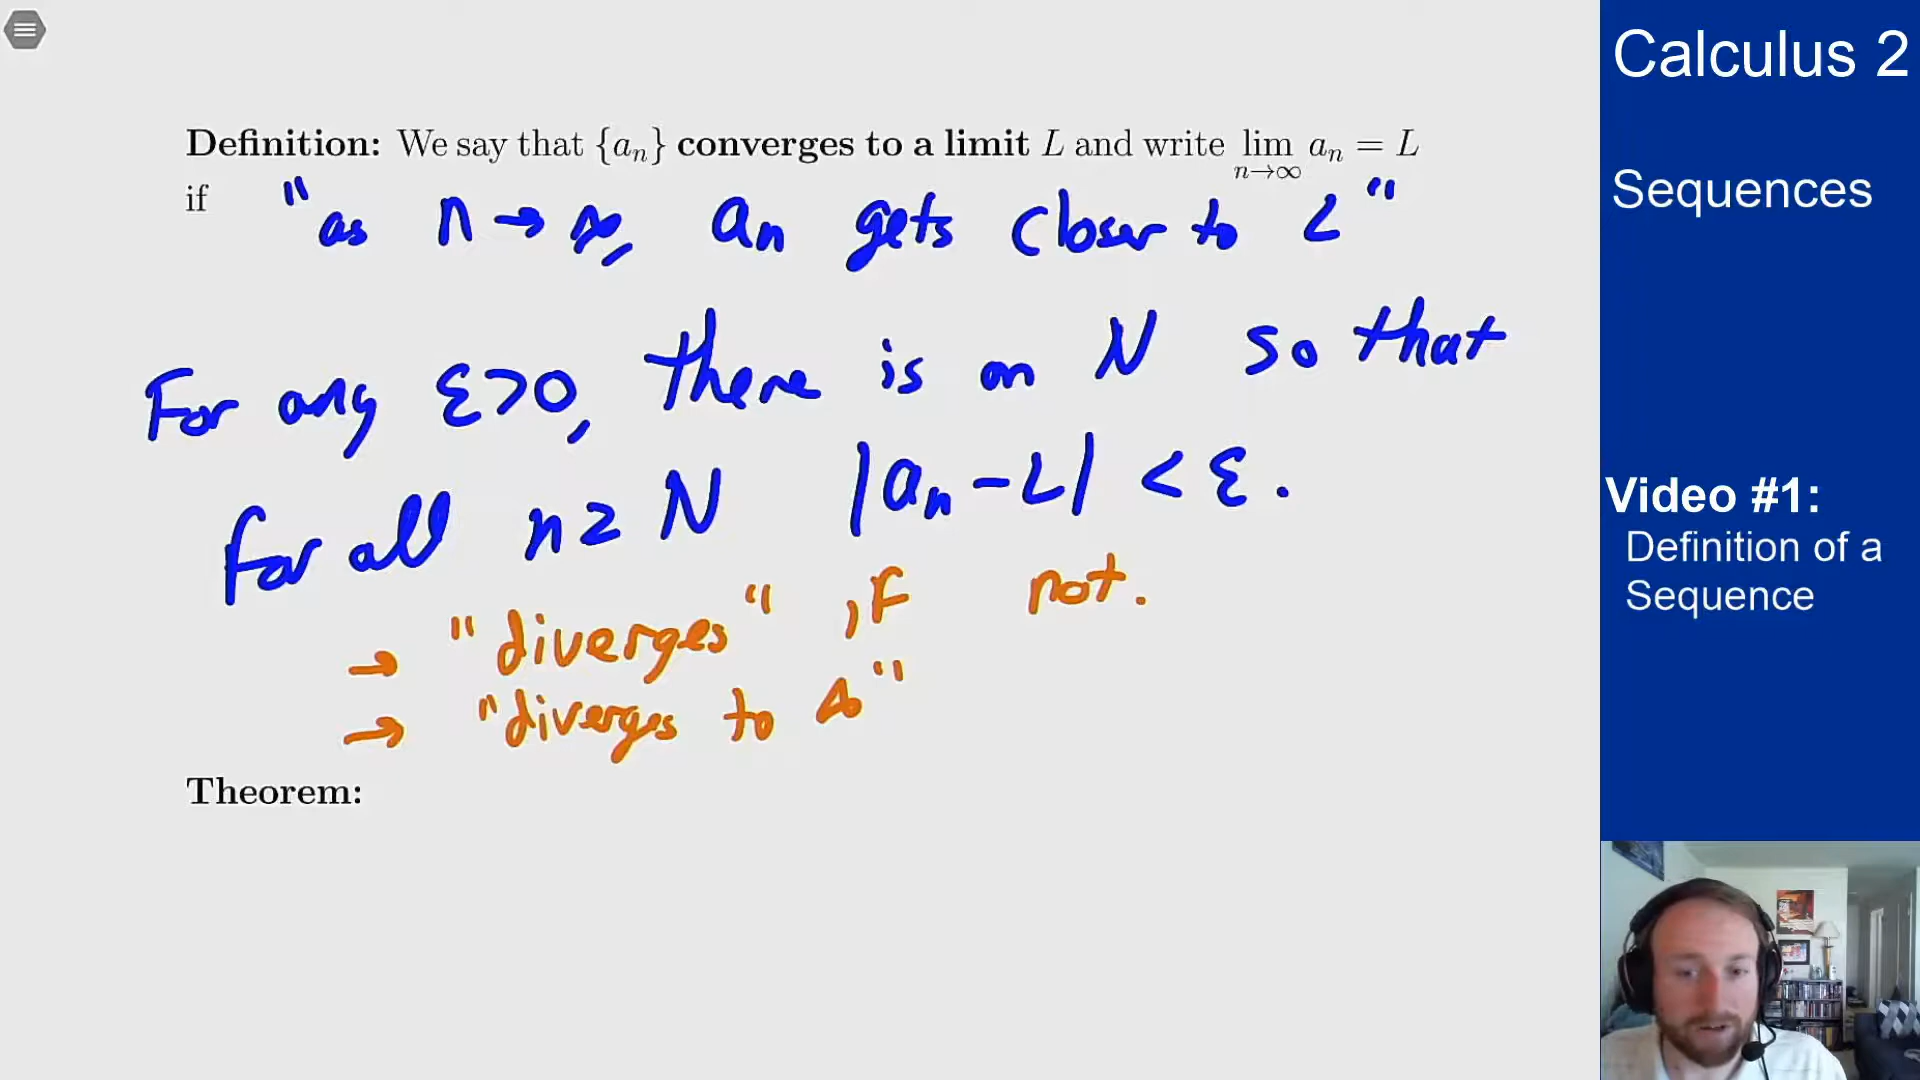 Definition: We say that {aₙ} converges to a limit L and write lim n→∞ aₙ = L
if "as n → ∞, an gets closer to L"
For any ε>0, there is an N so that
for all n ≥ N |an - L| < ε.
→ "diverges" if not.
→ "diverges to ∞"
Theorem:
Calculus 2
Sequences
Video #1:
Definition of a
Sequence